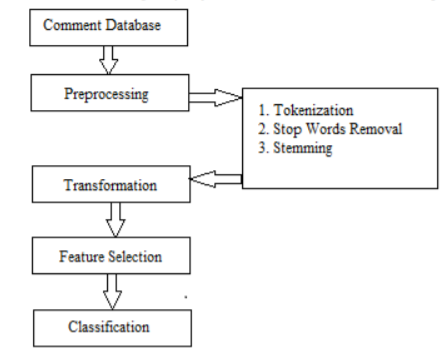 Comment Database
Preprocessing
1. Tokenization
2. Stop Words Removal
3. Stemming
Transformation
Feature Selection
Classification